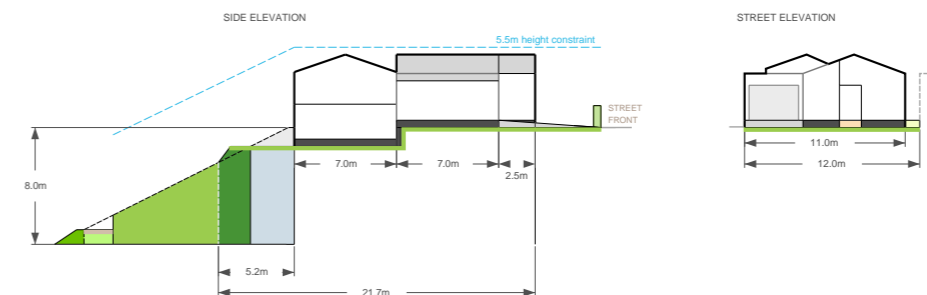 SIDE ELEVATION
STREET ELEVATION
5.5m height constraint
STREET
FRONT
8.0m
7.0m
7.0m
2.5m
11.0m
12.0m
5.2m
21.7m